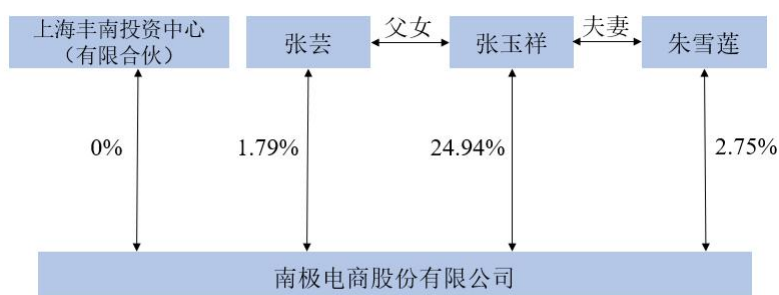 上海丰南投资中心
（有限合伙）
张芸
父女
张玉祥
夫妻
朱雪莲
0%
1.79%
24.94%
2.75%
南极电商股份有限公司